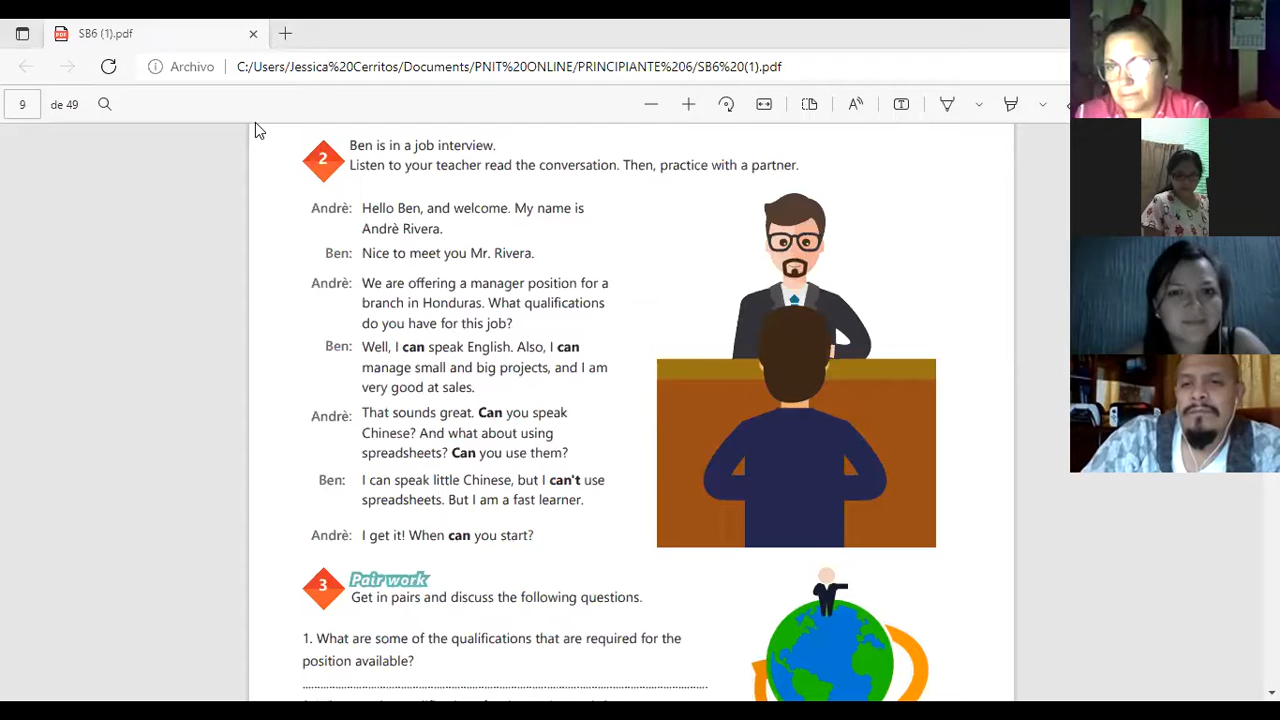 SB6 (1).pdf
Archivo
C:/Users/Jessica%20Cerritos/Documents/PNIT%20ONLINE/PRINCIPIANTE%206/SB6%20(1).pdf
9
de 49
2
Ben is in a job interview.
Listen to your teacher read the conversation. Then, practice with a partner.
Andrè: Hello Ben, and welcome. My name is
Andrè Rivera.
Ben: Nice to meet you Mr. Rivera.
Andrè: We are offering a manager position for a
branch in Honduras. What qualifications
do you have for this job?
Ben: Well, I can speak English. Also, I can
manage small and big projects, and I am
very good at sales.
Andrè: That sounds great. Can you speak
Chinese? And what about using
spreadsheets? Can you use them?
Ben: I can speak little Chinese, but I can't use
spreadsheets. But I am a fast learner.
Andrè: I get it! When can you start?
3
Pair work
Get in pairs and discuss the following questions.
1. What are some of the qualifications that are required for the
position available?